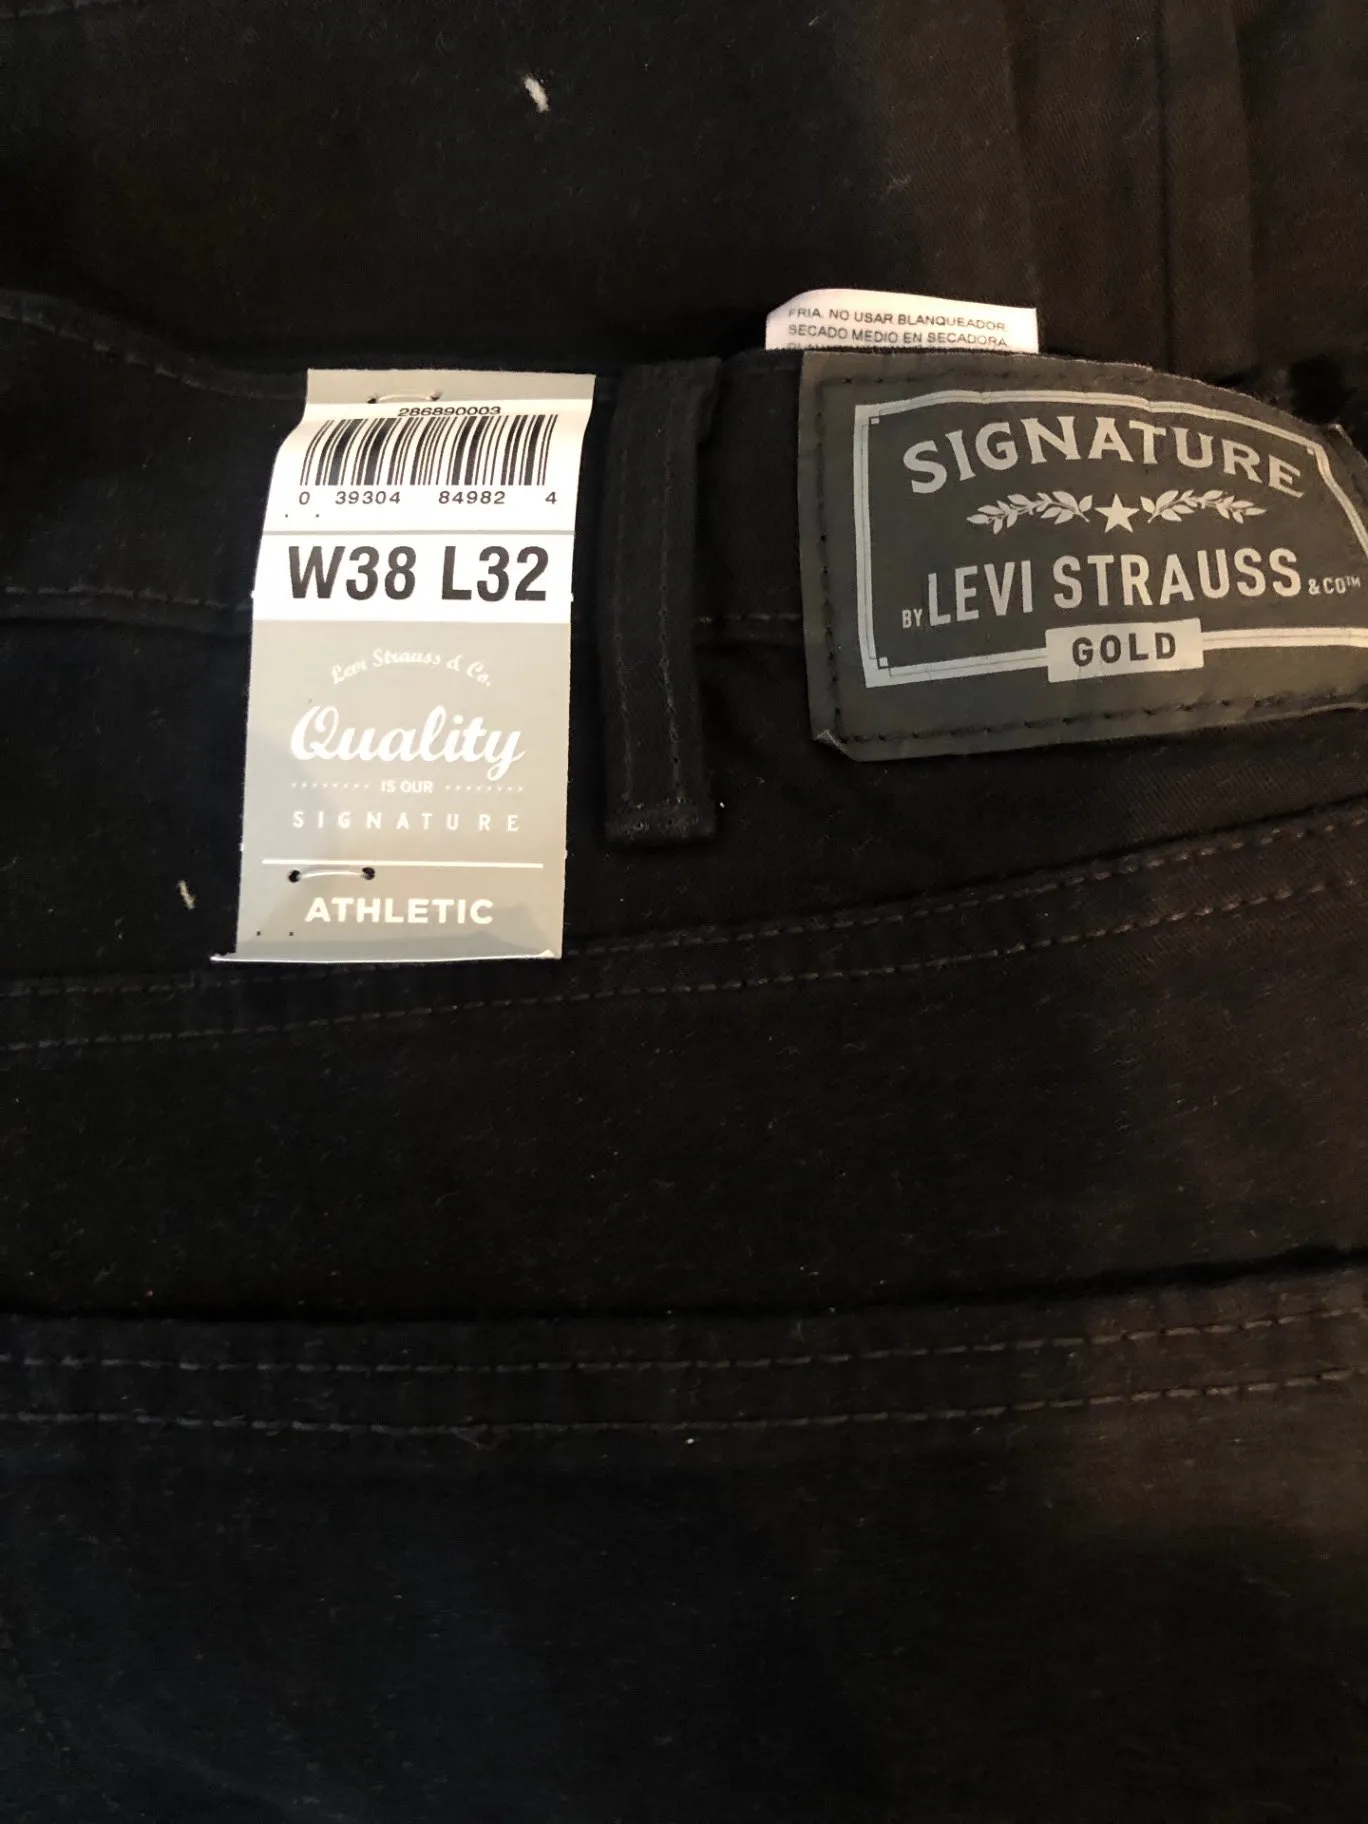 FRIA. NO USAR BLANQUEADOR.
SECADO MEDIO EN SECADORA.
286890003
0 39304 84982 4
W38 L32
Levi Strauss & Co.
Quality
IS OUR
SIGNATURE
ATHLETIC
SIGNATURE
BY LEVI STRAUSS & CO™
GOLD